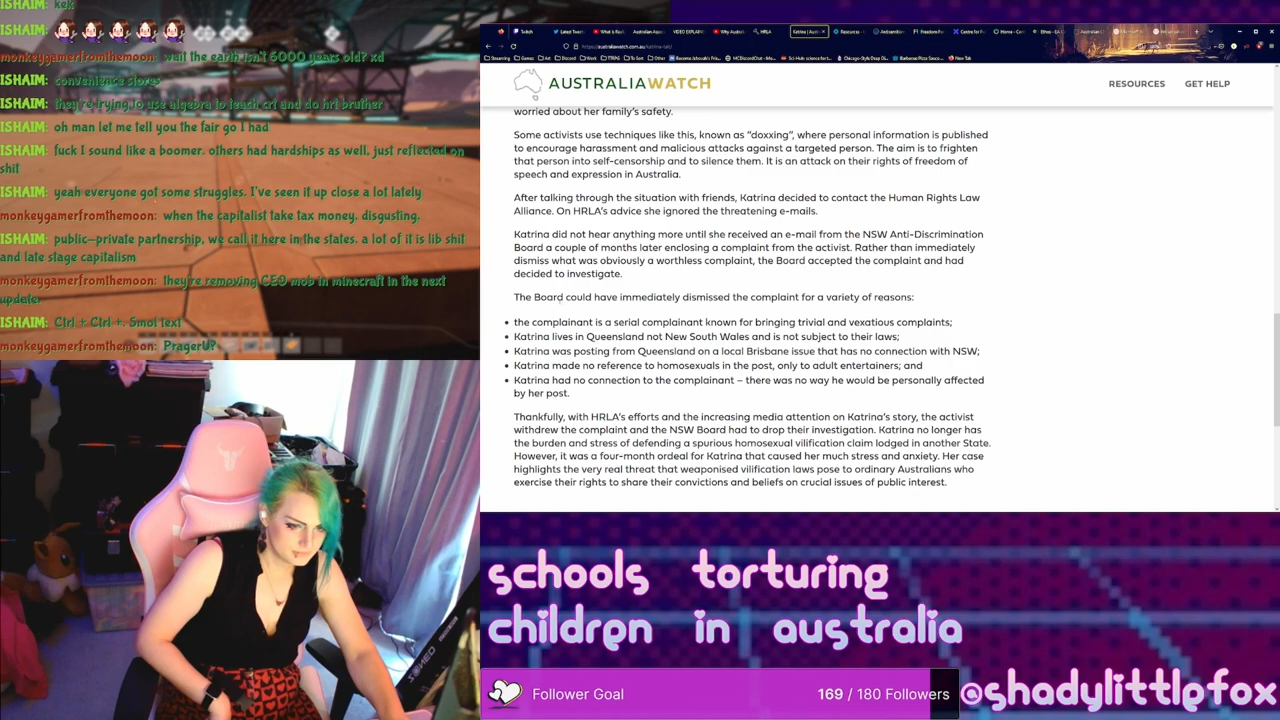 ISHAIM: kek
ISHAIM:
monkeygamerfromthemoon: wait the earth isn't 6000 years old? xd
ISHAIM: convenience stores
ISHAIM: they're trying to use algebra to teach crt and do hrt bruther
ISHAIM: oh man let me tell you the fair go I had
ISHAIM: fuck I sound like a boomer. others had hardships as well, just reflected on
shit
ISHAIM: yeah everyone got some struggles. I've seen it up close a lot lately
monkeygamerfromthemoon: when the capitalist take tax money. disgusting.
ISHAIM: public-private partnership, we call it here in the states. a lot of it is lib shit
and late stage capitalism
monkeygamerfromthemoon: they're removing CEO mob in minecraft in the next
update.
ISHAIM: Ctrl + Ctrl +. Smol text
monkeygamerfromthemoon: PragerU?
Twitch
https://australiawatch.com.au/katrina-tait/
Streaming Games Art Discord Work TTRPG To Sort Other
New Tab
AUSTRALIAWATCH
RESOURCES GET HELP
worried about her family's safety.
Some activists use techniques like this, known as "doxxing", where personal information is published
to encourage harassment and malicious attacks against a targeted person. The aim is to frighten
that person into self-censorship and to silence them. It is an attack on their rights of freedom of
speech and expression in Australia.
After talking through the situation with friends, Katrina decided to contact the Human Rights Law
Alliance. On HRLA's advice she ignored the threatening e-mails.
Katrina did not hear anything more until she received an e-mail from the NSW Anti-Discrimination
Board a couple of months later enclosing a complaint from the activist. Rather than immediately
dismiss what was obviously a worthless complaint, the Board accepted the complaint and had
decided to investigate.
The Board could have immediately dismissed the complaint for a variety of reasons:
• the complainant is a serial complainant known for bringing trivial and vexatious complaints;
• Katrina lives in Queensland not New South Wales and is not subject to their laws;
• Katrina was posting from Queensland on a local Brisbane issue that has no connection with NSW;
• Katrina made no reference to homosexuals in the post, only to adult entertainers; and
• Katrina had no connection to the complainant – there was no way he would be personally affected
by her post.
Thankfully, with HRLA's efforts and the increasing media attention on Katrina's story, the activist
withdrew the complaint and the NSW Board had to drop their investigation. Katrina no longer has
the burden and stress of defending a spurious homosexual vilification claim lodged in another State.
However, it was a four-month ordeal for Katrina that caused her much stress and anxiety. Her case
highlights the very real threat that weaponised vilification laws pose to ordinary Australians who
exercise their rights to share their convictions and beliefs on crucial issues of public interest.
schools torturing
children in australia
Follower Goal 169 / 180 Followers
@shadylittlefox